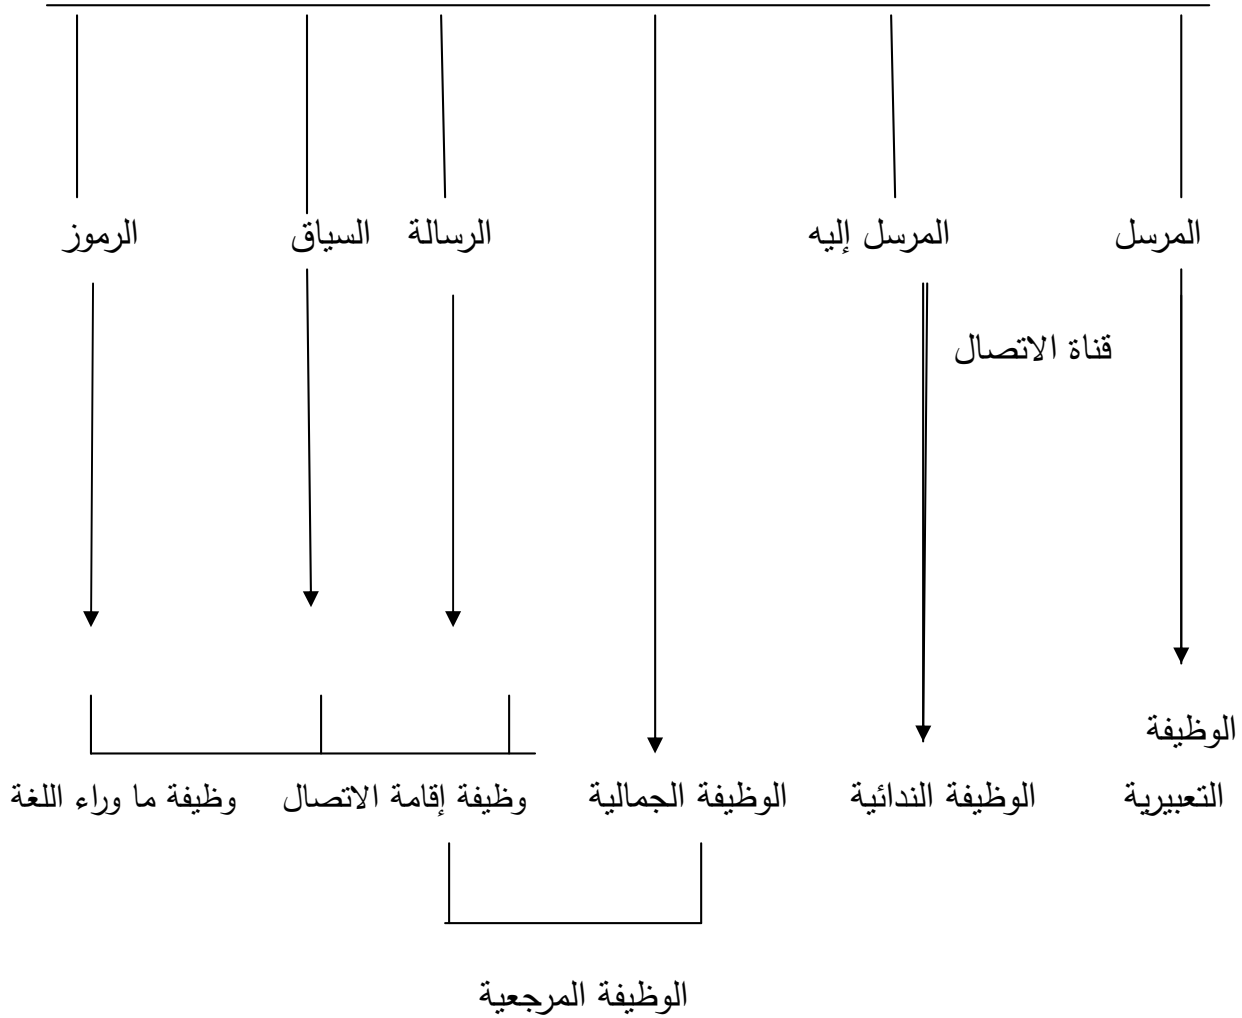 المرسل
المرسل إليه
الرسالة
السياق
الرموز
قناة الاتصال
الوظيفة
التعبيرية
الوظيفة الندائية
الوظيفة الجمالية
وظيفة إقامة الاتصال
وظيفة ما وراء اللغة
الوظيفة المرجعية